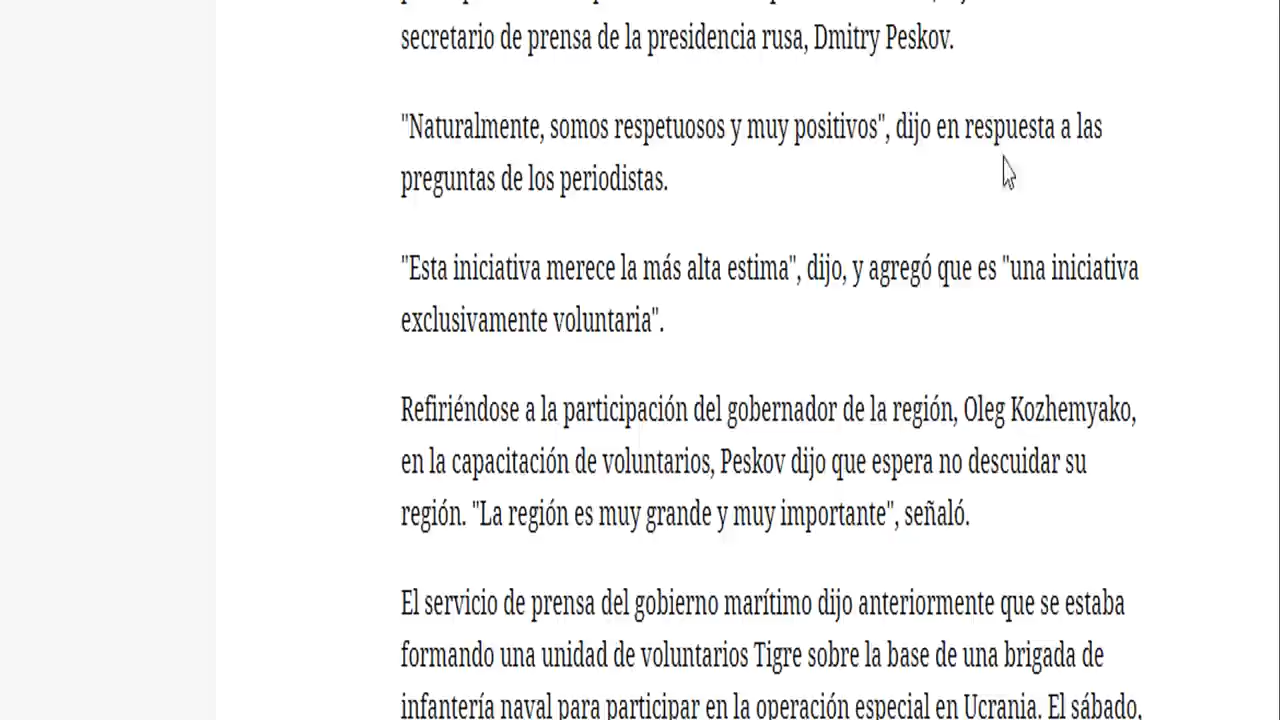 secretario de prensa de la presidencia rusa, Dmitry Peskov.
"Naturalmente, somos respetuosos y muy positivos", dijo en respuesta a las
preguntas de los periodistas.
"Esta iniciativa merece la más alta estima", dijo, y agregó que es "una iniciativa
exclusivamente voluntaria".
Refiriéndose a la participación del gobernador de la región, Oleg Kozhemyako,
en la capacitación de voluntarios, Peskov dijo que espera no descuidar su
región. "La región es muy grande y muy importante", señaló.
El servicio de prensa del gobierno marítimo dijo anteriormente que se estaba
formando una unidad de voluntarios Tigre sobre la base de una brigada de
infantería naval para participar en la operación especial en Ucrania. El sábado,